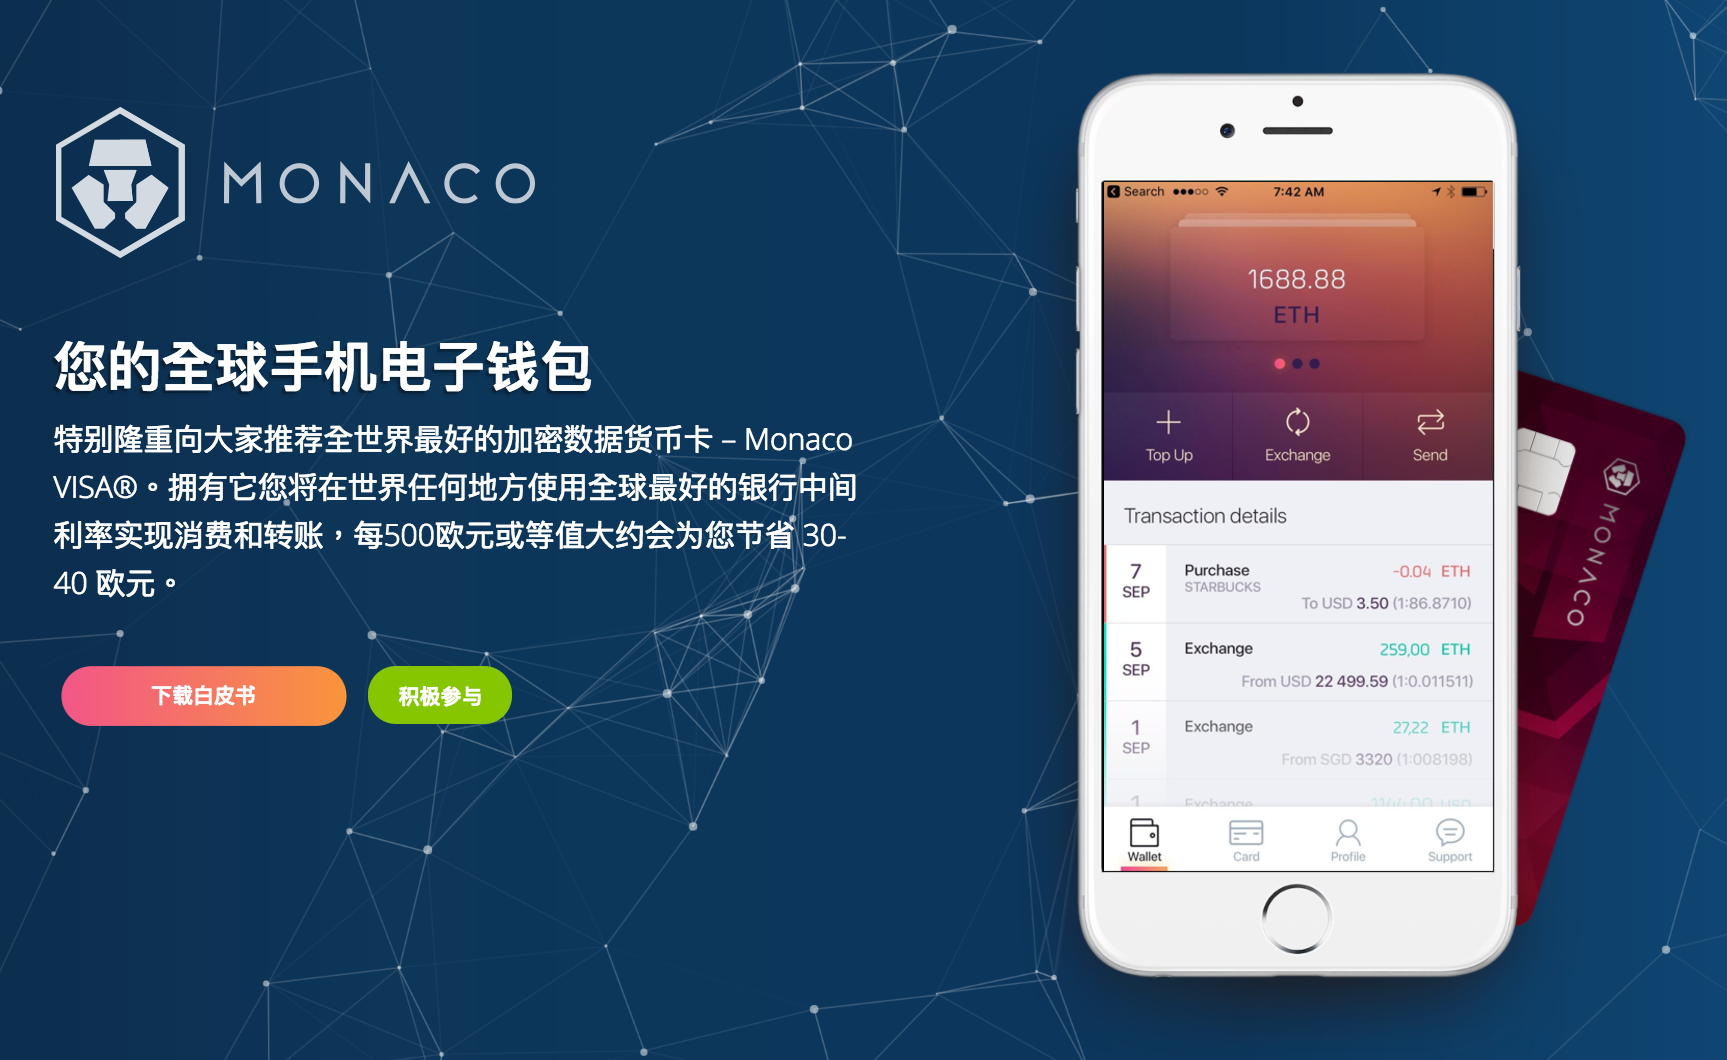 MONACO
您的全球手机电子钱包
特别隆重向大家推荐全世界最好的加密数据货币卡 – Monaco
VISA®。拥有它您将在世界任何地方使用全球最好的银行中间
利率实现消费和转账，每500欧元或等值大约会为您节省 30-
40 欧元。
下载白皮书
积极参与
Search 7:42 AM
1688.88
ETH
Top Up Exchange Send
Transaction details
7 Purchase -0.04 ETH
SEP STARBUCKS
To USD 3.50 (1:86.8710)
5 Exchange 259,00 ETH
SEP From USD 22 499.59 (1:0.011511)
1 Exchange 27,22 ETH
SEP From SGD 3320 (1:008198)
1 Exchange 1144.00 USD
Wallet Card Profile Support
MONACO